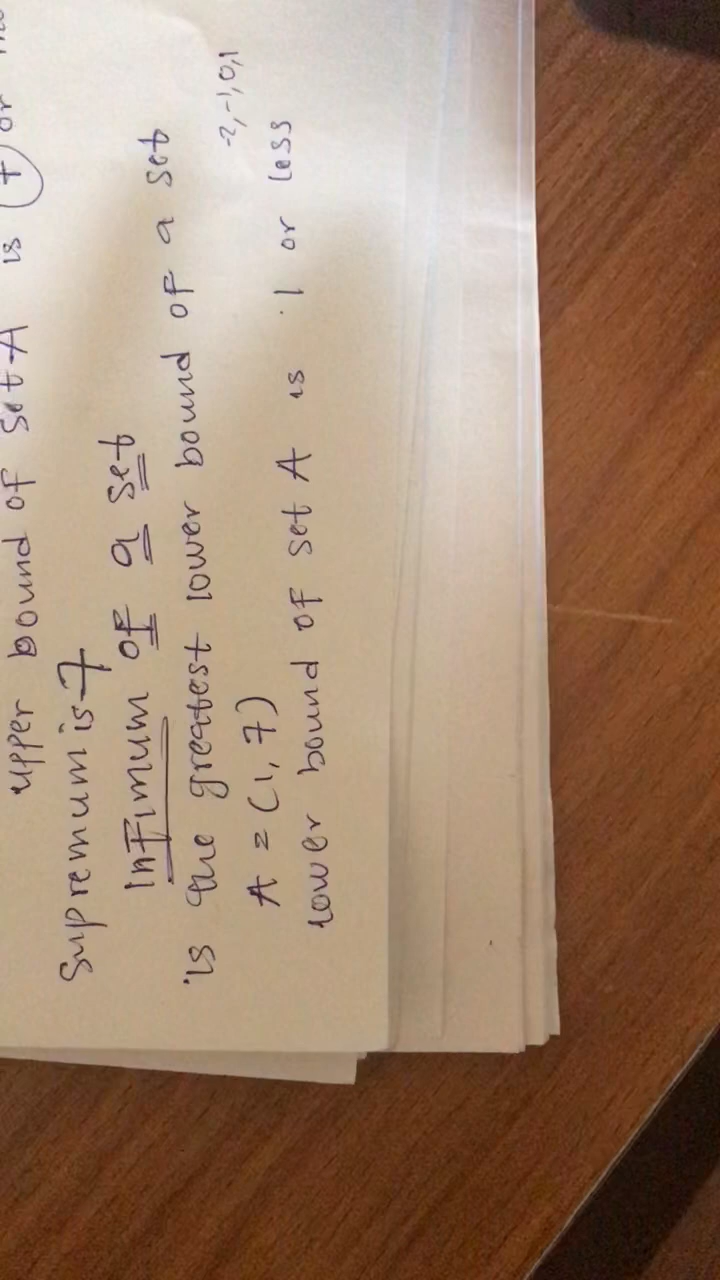 upper bound of set A is 7 or
Supremum is 7
Infimum of a set
is the greatest lower bound of a set
A = (1, 7)
-2, -1, 0, 1
lower bound of set A is 1 or less